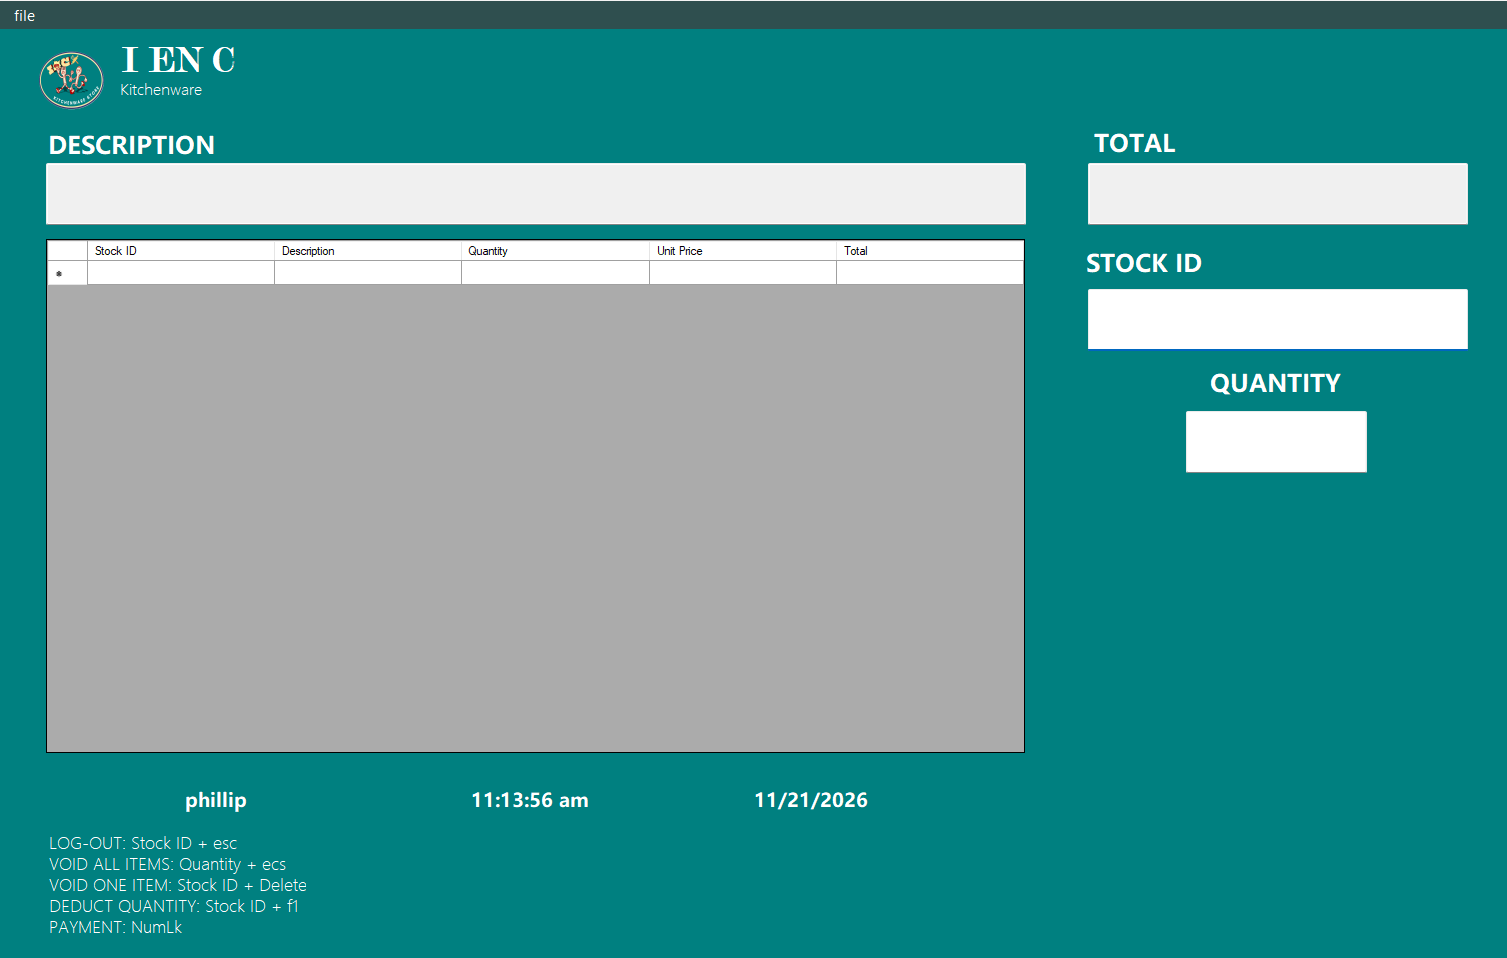 file
I EN C
Kitchenware
KITCHENWARE STORE
DESCRIPTION
TOTAL
Stock ID Description Quantity Unit Price Total
STOCK ID
QUANTITY
phillip 11:13:56 am 11/21/2026
LOG-OUT: Stock ID + esc
VOID ALL ITEMS: Quantity + ecs
VOID ONE ITEM: Stock ID + Delete
DEDUCT QUANTITY: Stock ID + f1
PAYMENT: NumLk